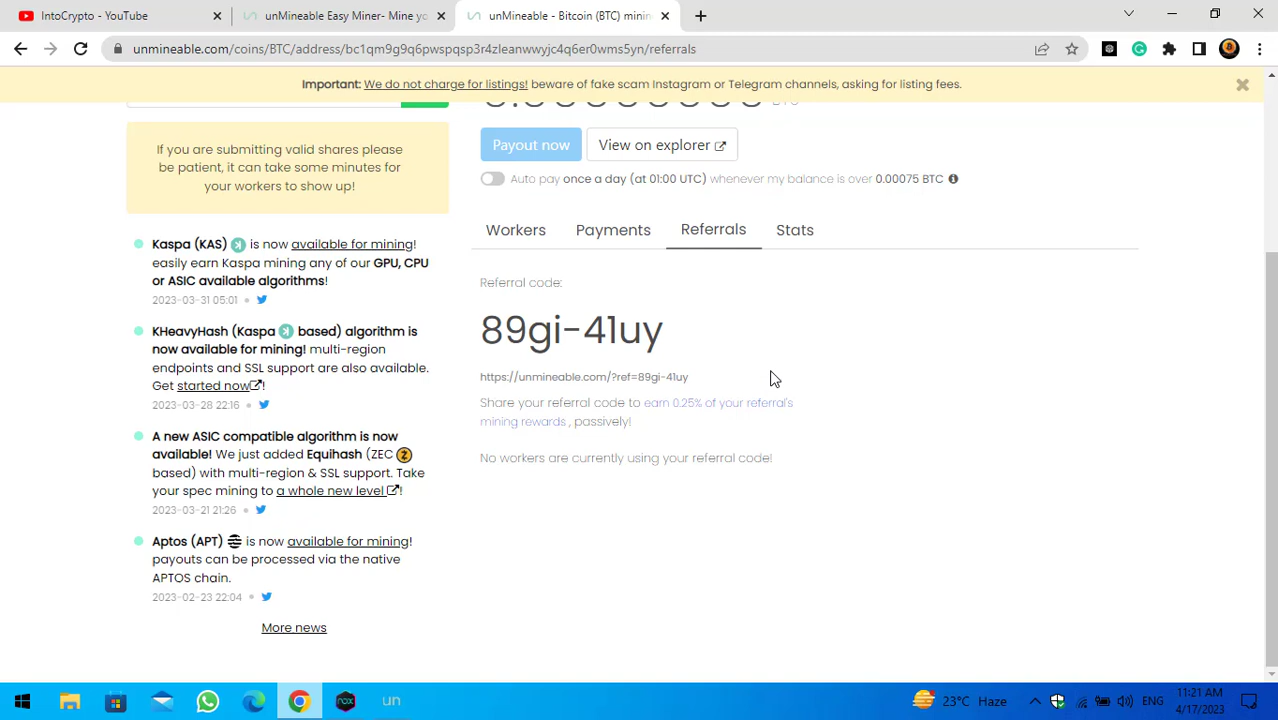 IntoCrypto - YouTube
unMineable Easy Miner- Mine yo
unMineable - Bitcoin (BTC) minin
unmineable.com/coins/BTC/address/bc1qm9g9q6pwspqsp3r4zleanwwyjc4q6er0wms5yn/referrals
Important: We do not charge for listings! beware of fake scam Instagram or Telegram channels, asking for listing fees.
If you are submitting valid shares please
be patient, it can take some minutes for
your workers to show up!
Payout now
View on explorer
Auto pay once a day (at 01:00 UTC) whenever my balance is over 0.00075 BTC
Workers Payments Referrals Stats
Kaspa (KAS) is now available for mining!
easily earn Kaspa mining any of our GPU, CPU
or ASIC available algorithms!
2023-03-31 05:01
KHeavyHash (Kaspa based) algorithm is
now available for mining! multi-region
endpoints and SSL support are also available.
Get started now!
2023-03-28 22:16
A new ASIC compatible algorithm is now
available! We just added Equihash (ZEC
based) with multi-region & SSL support. Take
your spec mining to a whole new level!
2023-03-21 21:26
Aptos (APT) is now available for mining!
payouts can be processed via the native
APTOS chain.
2023-02-23 22:04
More news
Referral code:
89gi-41uy
https://unmineable.com/?ref=89gi-41uy
Share your referral code to earn 0.25% of your referral's
mining rewards , passively!
No workers are currently using your referral code!
nox
un
23°C Haze
ENG
11:21 AM
4/17/2023